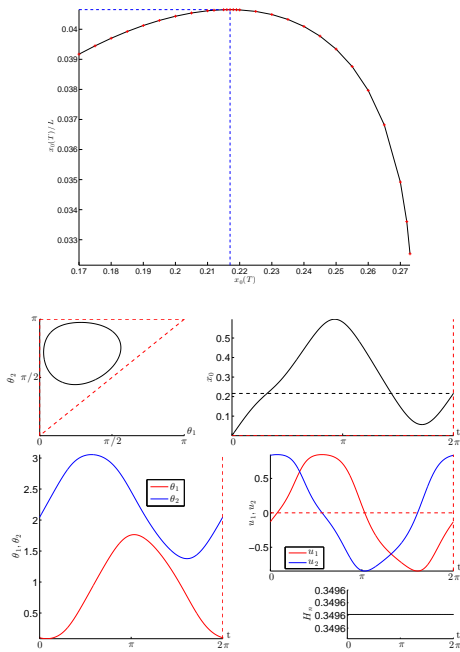 0.04
0.039
0.038
0.037
0.036
0.035
0.034
0.033
x₀(T)/L
0.17 0.18 0.19 0.2 0.21 0.22 0.23 0.24 0.25 0.26 0.27
x₀(T)
π
π/2
0
θ₂
0 π/2 π
θ₁
0.5
0.4
0.3
0.2
0.1
x₀
0 π 2π
t
3
2.5
2
1.5
1
0.5
θ₁, θ₂
θ₁
θ₂
0 π 2π
t
0.5
0
−0.5
u₁, u₂
u₁
u₂
0 π 2π
t
0.3496
0.3496
0.3496
0.3496
Hₙ
0 π 2π
t